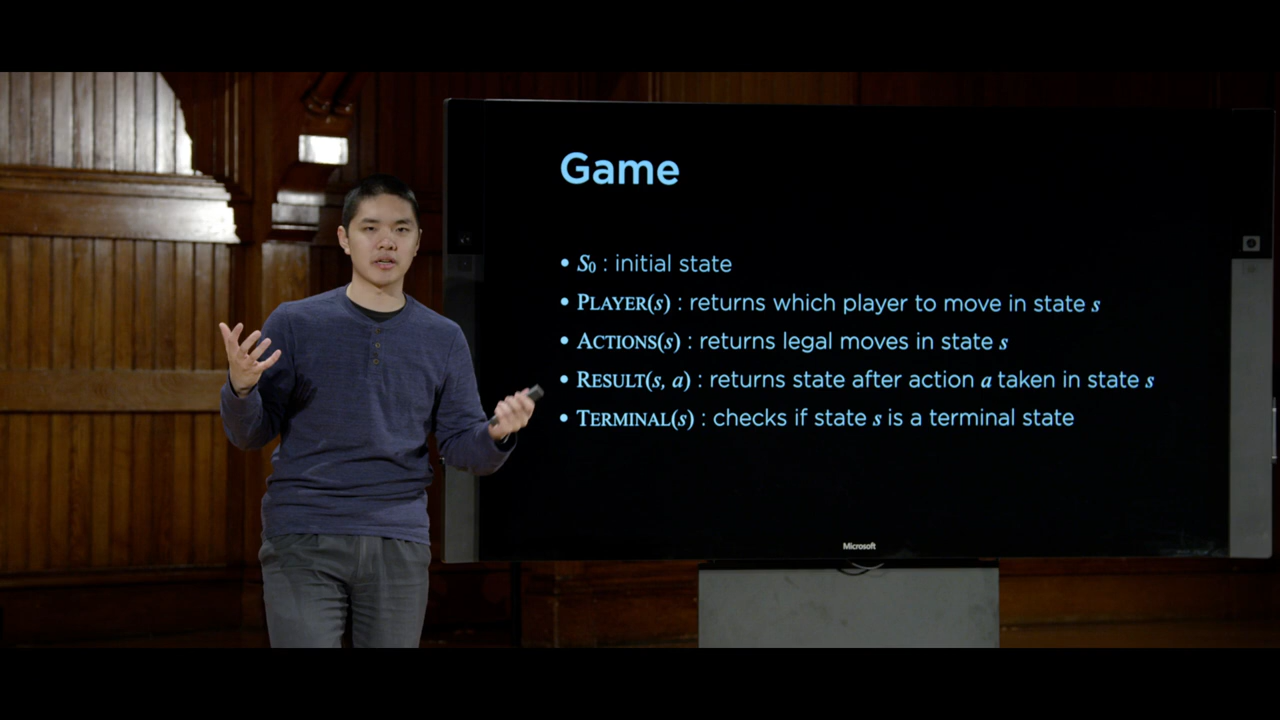 Game
• S₀ : initial state
• PLAYER(s) : returns which player to move in state s
• ACTIONS(s) : returns legal moves in state s
• RESULT(s, a) : returns state after action a taken in state s
• TERMINAL(s) : checks if state s is a terminal state
Microsoft